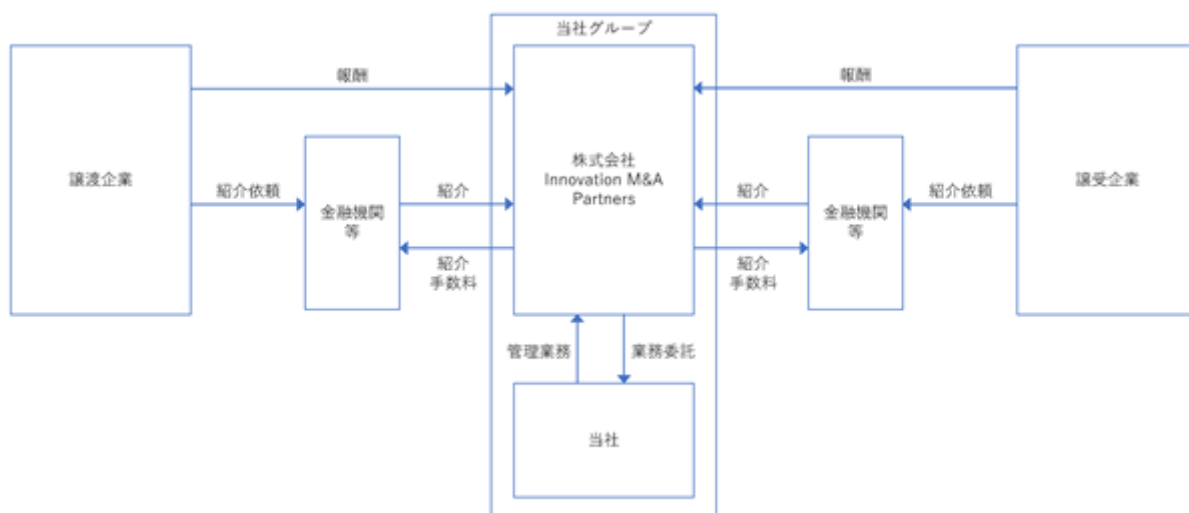 当社グループ
報酬
報酬
譲渡企業
株式会社
Innovation M&A
Partners
譲受企業
紹介依頼
紹介
紹介
紹介依頼
金融機関
等
金融機関
等
紹介
手数料
紹介
手数料
管理業務
業務委託
当社